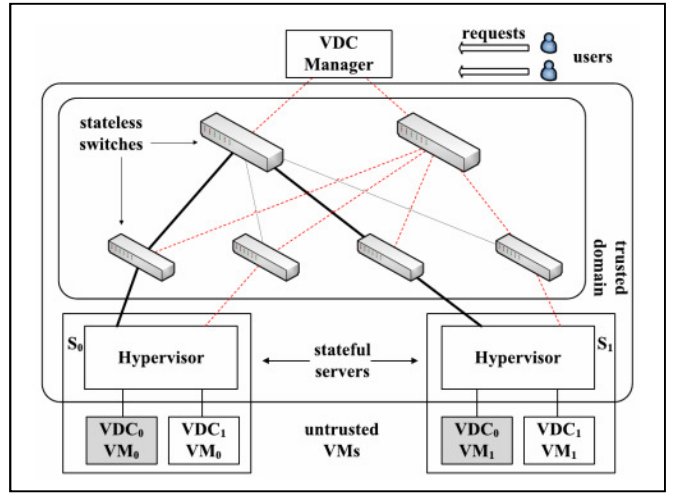 VDC
Manager
requests
users
stateless
switches
trusted
domain
S0
Hypervisor
stateful
servers
Hypervisor
S1
VDC0
VM0
VDC1
VM0
untrusted
VMs
VDC0
VM1
VDC1
VM1